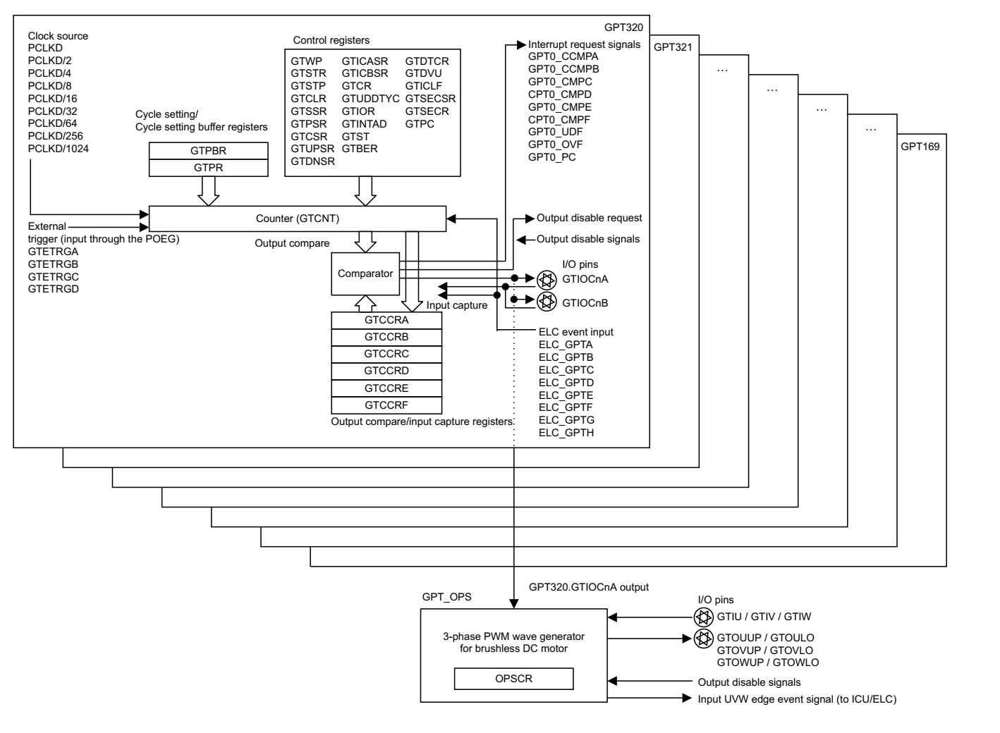 GPT320
GPT321
…
…
…
…
GPT169
Clock source
PCLKD
PCLKD/2
PCLKD/4
PCLKD/8
PCLKD/16
PCLKD/32
PCLKD/64
PCLKD/256
PCLKD/1024
Cycle setting/
Cycle setting buffer registers
GTPBR
GTPR
Control registers
GTWP GTICASR GTDTCR
GTSTR GTICBSR GTDVU
GTSTP GTCR GTICLF
GTCLR GTUDDTYC GTSECSR
GTSSR GTIOR GTSECR
GTPSR GTINTAD GTPC
GTCSR GTST
GTUPSR GTBER
GTDNSR
Interrupt request signals
GPT0_CCMPA
GPT0_CCMPB
GPT0_CMPC
CPT0_CMPD
GPT0_CMPE
CPT0_CMPF
GPT0_UDF
GPT0_OVF
GPT0_PC
Counter (GTCNT)
External
trigger (input through the POEG)
GTETRGA
GTETRGB
GTETRGC
GTETRGD
Output compare
Comparator
Output disable request
Output disable signals
I/O pins
GTIOCnA
GTIOCnB
Input capture
GTCCRA
GTCCRB
GTCCRC
GTCCRD
GTCCRE
GTCCRF
Output compare/input capture registers
ELC event input
ELC_GPTA
ELC_GPTB
ELC_GPTC
ELC_GPTD
ELC_GPTE
ELC_GPTF
ELC_GPTG
ELC_GPTH
GPT320.GTIOCnA output
GPT_OPS
3-phase PWM wave generator
for brushless DC motor
OPSCR
I/O pins
GTIU / GTIV / GTIW
GTOUUP / GTOULO
GTOVUP / GTOVLO
GTOWUP / GTOWLO
Output disable signals
Input UVW edge event signal (to ICU/ELC)